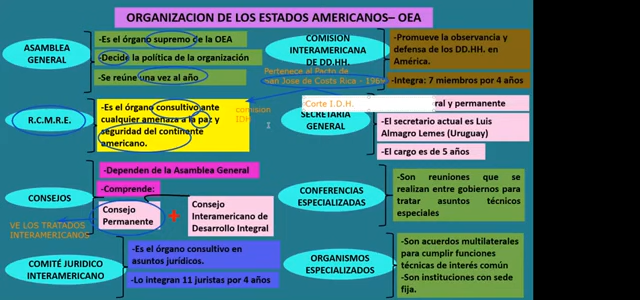 ORGANIZACION DE LOS ESTADOS AMERICANOS– OEA
ASAMBLEA
GENERAL
-Es el órgano supremo de la OEA
-Decide la política de la organización
-Se reúne una vez al año
R.C.M.R.E.
-Es el órgano consultivo ante
cualquier amenaza a la paz y
seguridad del continente
americano.
CONSEJOS
-Dependen de la Asamblea General
-Comprende:
Consejo
Permanente
+
Consejo
Interamericano de
Desarrollo Integral
VE LOS TRATADOS
INTERAMERICANOS
COMITÉ JURIDICO
INTERAMERICANO
-Es el órgano consultivo en
asuntos jurídicos.
-Lo integran 11 juristas por 4 años
COMISION
INTERAMERICANA
DE DD.HH.
-Promueve la observancia y
defensa de los DD.HH. en
América.
-Integra: 7 miembros por 4 años
Pertenece al Pacto de
San Jose de Costa Rica - 1969
comision
IDH
Corte I.D.H.
SECRETARIA
GENERAL
ral y permanente
-El secretario actual es Luis
Almagro Lemes (Uruguay)
-El cargo es de 5 años
CONFERENCIAS
ESPECIALIZADAS
-Son reuniones que se
realizan entre gobiernos para
tratar asuntos técnicos
especiales
ORGANISMOS
ESPECIALIZADOS
-Son acuerdos multilaterales
para cumplir funciones
técnicas de interés común
-Son instituciones con sede
fija.